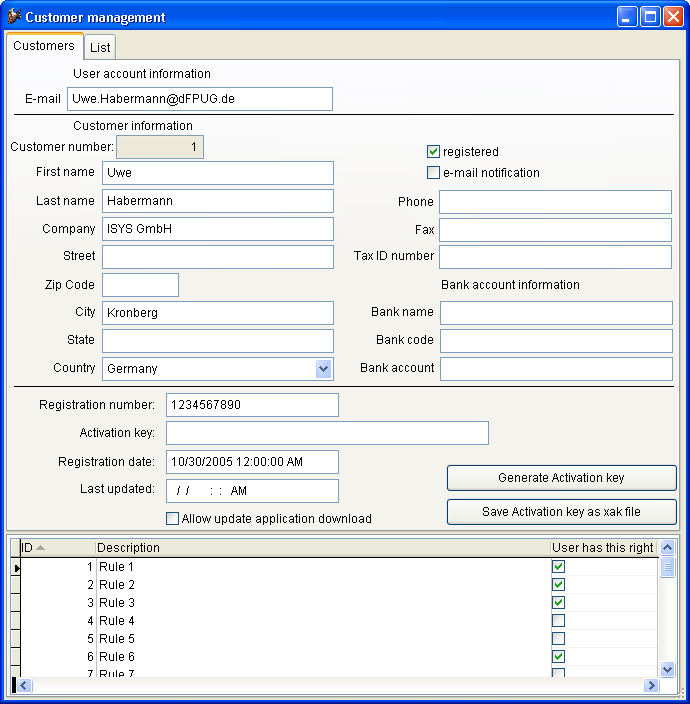 Customer management
Customers List
User account information
E-mail Uwe.Habermann@dFPUG.de
Customer information
Customer number: 1
registered
First name Uwe
e-mail notification
Last name Habermann
Phone
Company ISYS GmbH
Fax
Street
Tax ID number
Zip Code
Bank account information
City Kronberg
Bank name
State
Bank code
Country Germany
Bank account
Registration number: 1234567890
Activation key:
Registration date: 10/30/2005 12:00:00 AM
Generate Activation key
Last updated: / / : : AM
Save Activation key as xak file
Allow update application download
ID Description User has this right
1 Rule 1
2 Rule 2
3 Rule 3
4 Rule 4
5 Rule 5
6 Rule 6
7 Rule 7